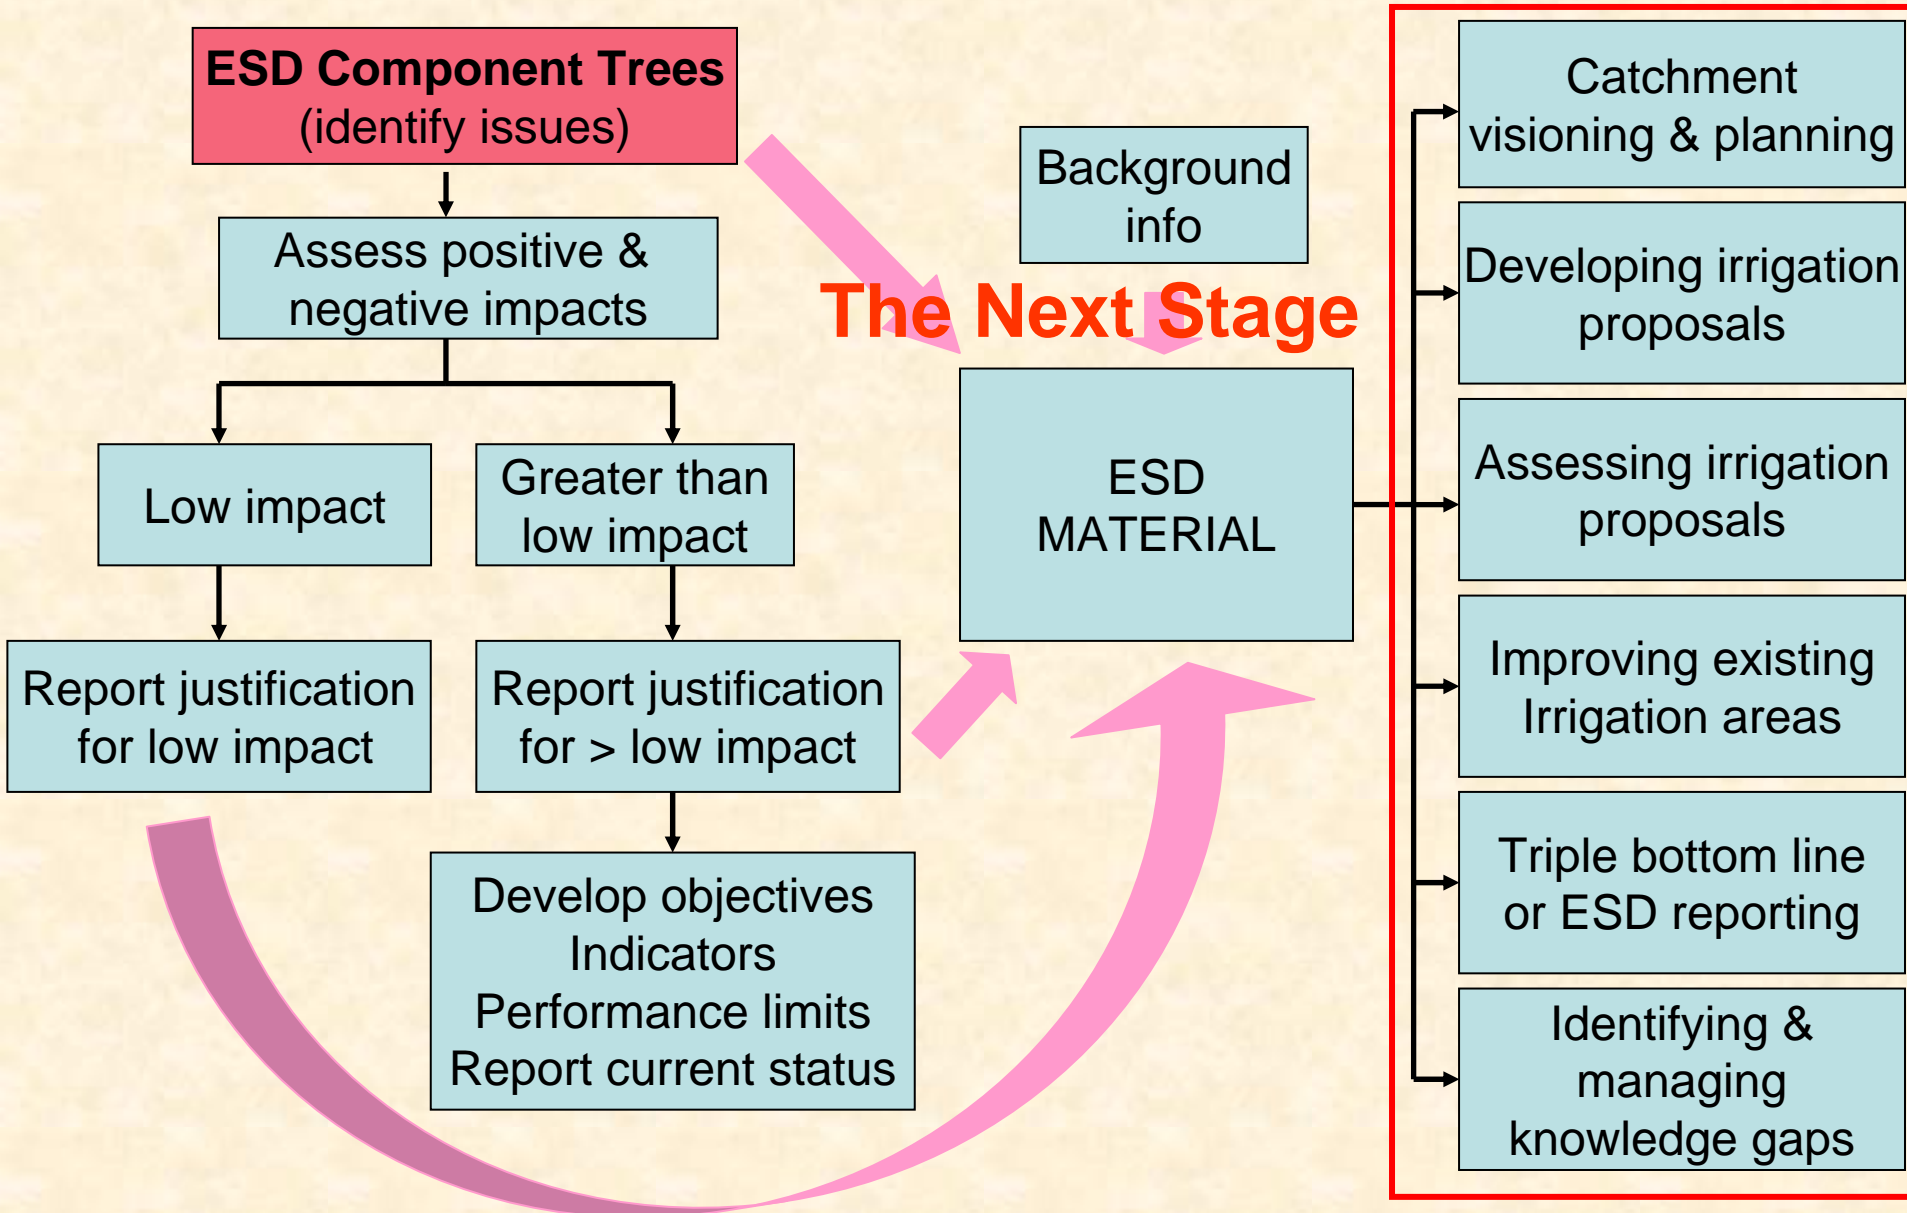 ESD Component Trees
(identify issues)
Assess positive &
negative impacts
Low impact
Greater than
low impact
Report justification
for low impact
Report justification
for > low impact
Develop objectives
Indicators
Performance limits
Report current status
Background
info
The Next Stage
ESD
MATERIAL
Catchment
visioning & planning
Developing irrigation
proposals
Assessing irrigation
proposals
Improving existing
Irrigation areas
Triple bottom line
or ESD reporting
Identifying &
managing
knowledge gaps